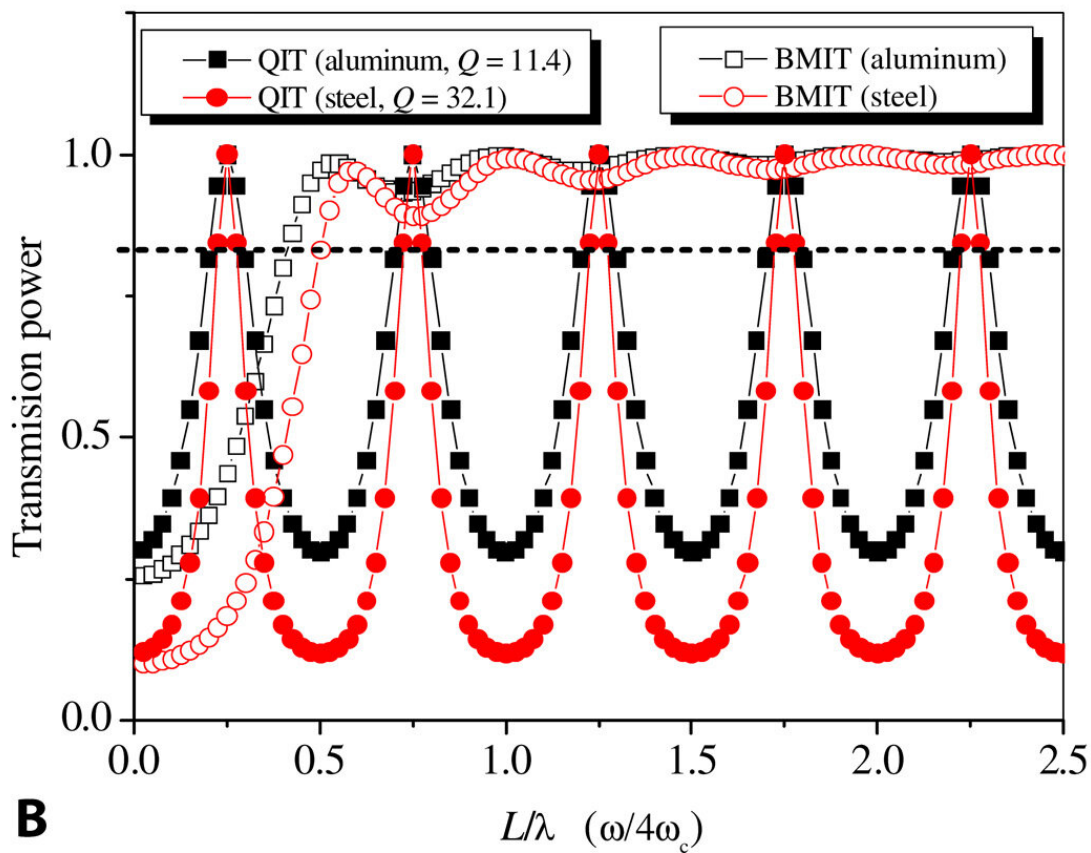 QIT (aluminum, Q = 11.4)
QIT (steel, Q = 32.1)
BMIT (aluminum)
BMIT (steel)
Transmision power
1.0
0.5
0.0
0.0 0.5 1.0 1.5 2.0 2.5
B
L/λ (ω/4ωc)